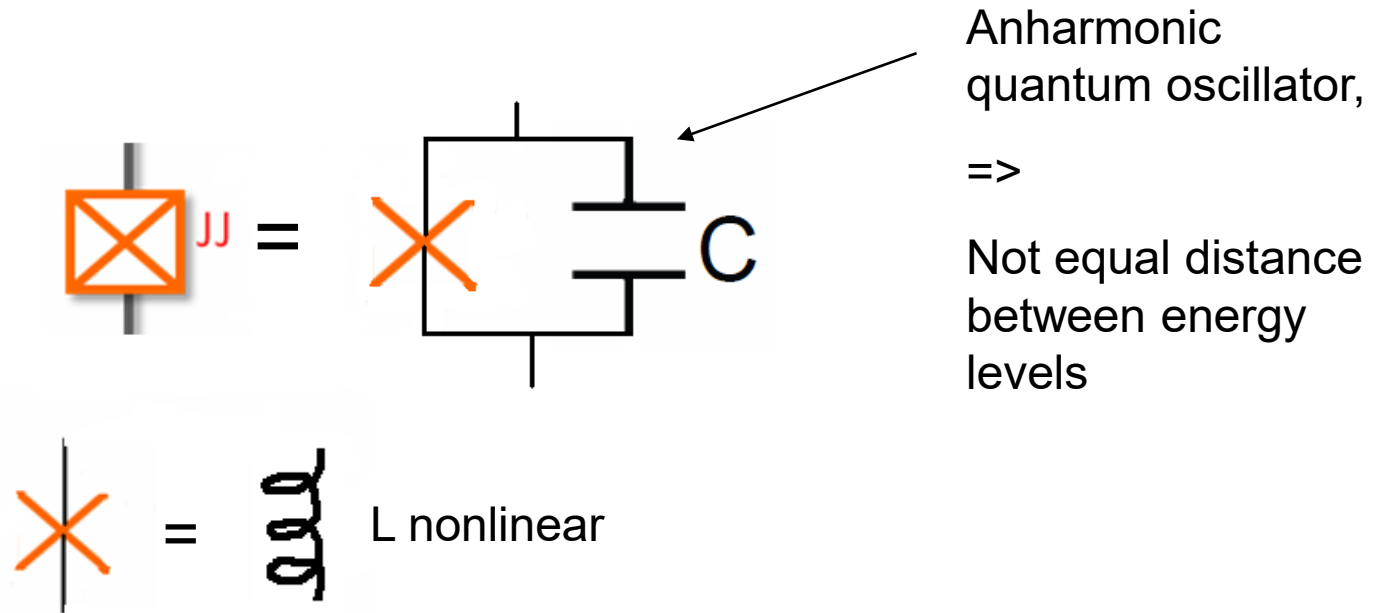 Anharmonic
quantum oscillator,
=>
Not equal distance
between energy
levels
JJ
=
C
=
L nonlinear